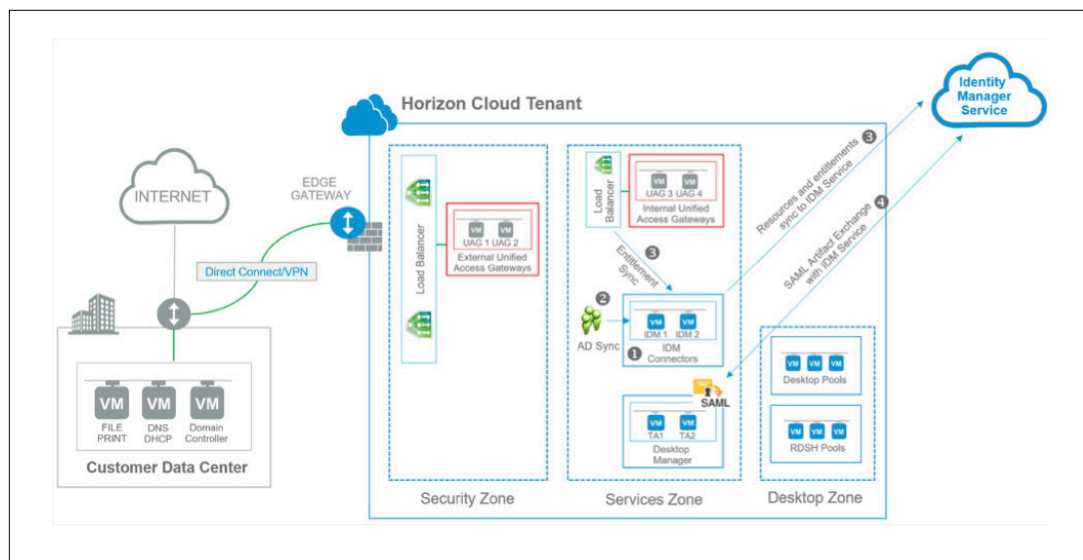 Horizon Cloud Tenant
Identity
Manager
Service
INTERNET
EDGE
GATEWAY
Direct Connect/VPN
VM
VM
VM
FILE
PRINT
DNS
DHCP
Domain
Controller
Customer Data Center
Load Balancer
VM
VM
UAG 1
UAG 2
External Unified
Access Gateways
Security Zone
Load
Balancer
VM
VM
UAG 3
UAG 4
Internal Unified
Access Gateways
3
Entitlement
Sync
2
AD Sync
1
VM
VM
IDM 1
IDM 2
IDM
Connectors
SAML
VM
VM
TA1
TA2
Desktop
Manager
Services Zone
Resources and entitlements
sync to IDM Service
3
SAML Artifact Exchange
with IDM Service
4
VM
VM
VM
Desktop Pools
VM
VM
VM
RDSH Pools
Desktop Zone